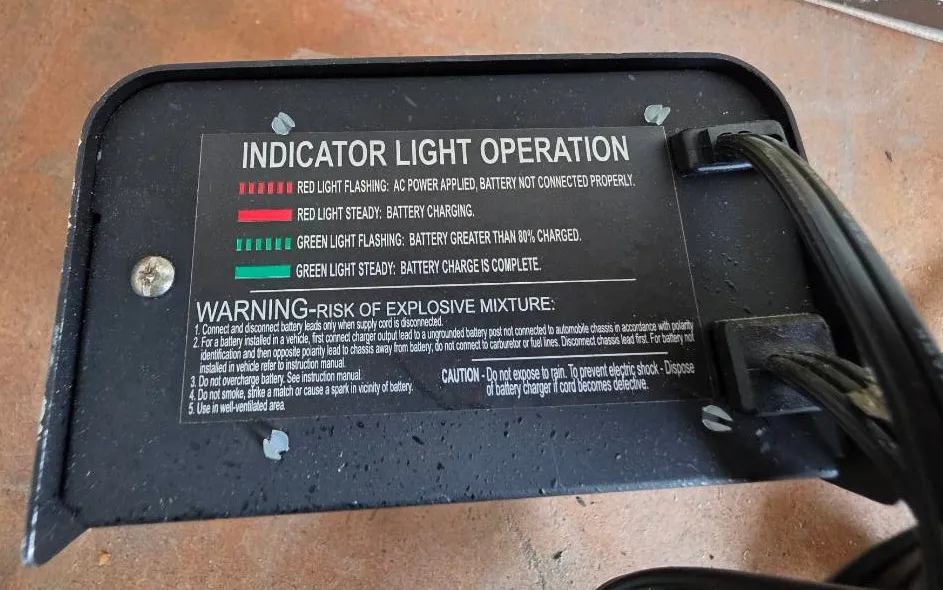 INDICATOR LIGHT OPERATION
RED LIGHT FLASHING: AC POWER APPLIED, BATTERY NOT CONNECTED PROPERLY.
RED LIGHT STEADY: BATTERY CHARGING.
GREEN LIGHT FLASHING: BATTERY GREATER THAN 80% CHARGED.
GREEN LIGHT STEADY: BATTERY CHARGE IS COMPLETE.
WARNING-RISK OF EXPLOSIVE MIXTURE:
1. Connect and disconnect battery leads only when supply cord is disconnected.
2. For a battery installed in a vehicle, first connect charger output lead to a ungrounded battery post not connected to automobile chassis in accordance with polarity
identification and then opposite polarity lead to chassis away from battery; do not connect to carburetor or fuel lines. Disconnect chassis lead first. For battery not
installed in vehicle refer to instruction manual.
3. Do not overcharge battery. See instruction manual.
4. Do not smoke, strike a match or cause a spark in vicinity of battery.
5. Use in well-ventilated area.
CAUTION - Do not expose to rain. To prevent electric shock - Dispose
of battery charger if cord becomes defective.